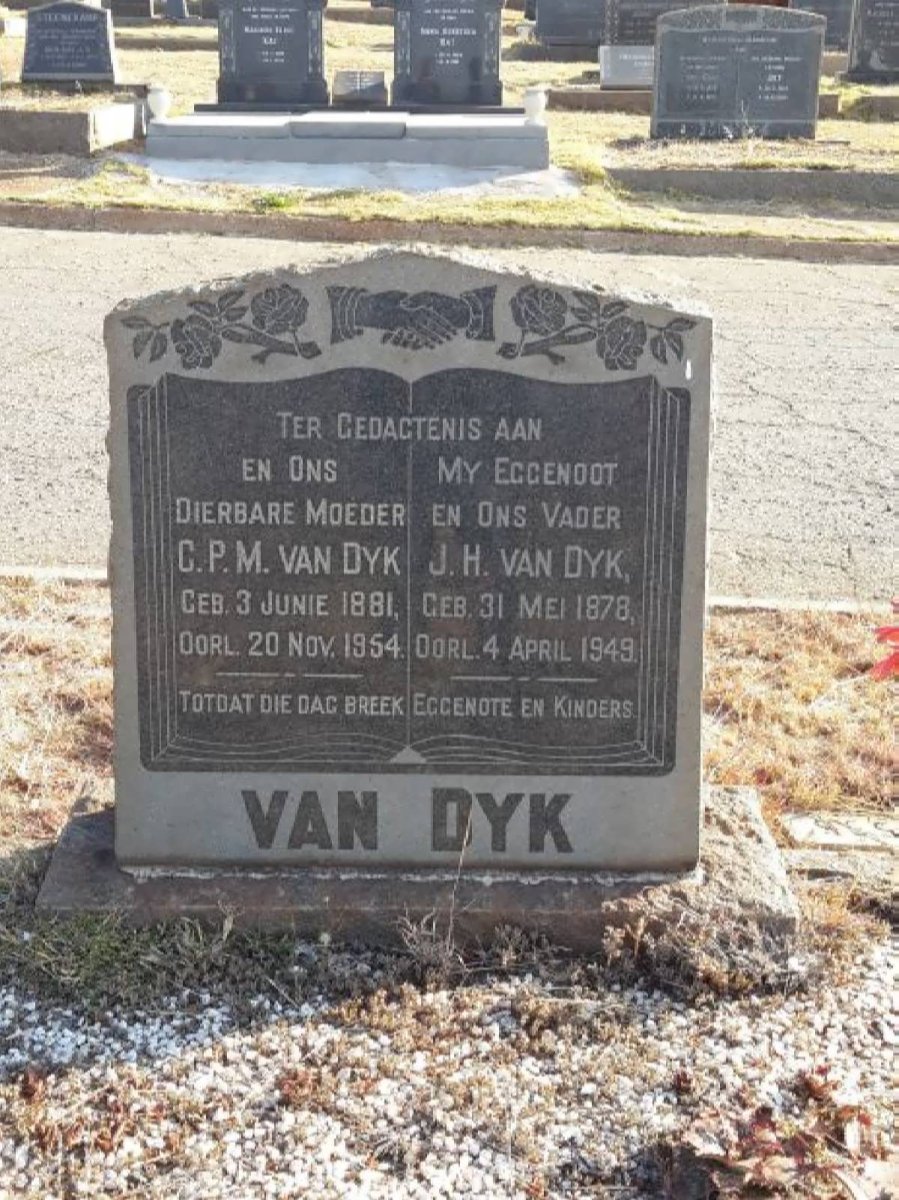 STEENKAMP
TER GEDAGTENIS AAN
EN ONS
DIERBARE MOEDER
C.P.M. VAN DYK
GEB. 3 JUNIE 1881,
OORL. 20 NOV. 1954.
TOTDAT DIE DAG BREEK
MY EGGENOOT
EN ONS VADER
J.H. VAN DYK,
GEB. 31 MEI 1878,
OORL. 4 APRIL 1949.
EGGENOTE EN KINDERS.
VAN DYK